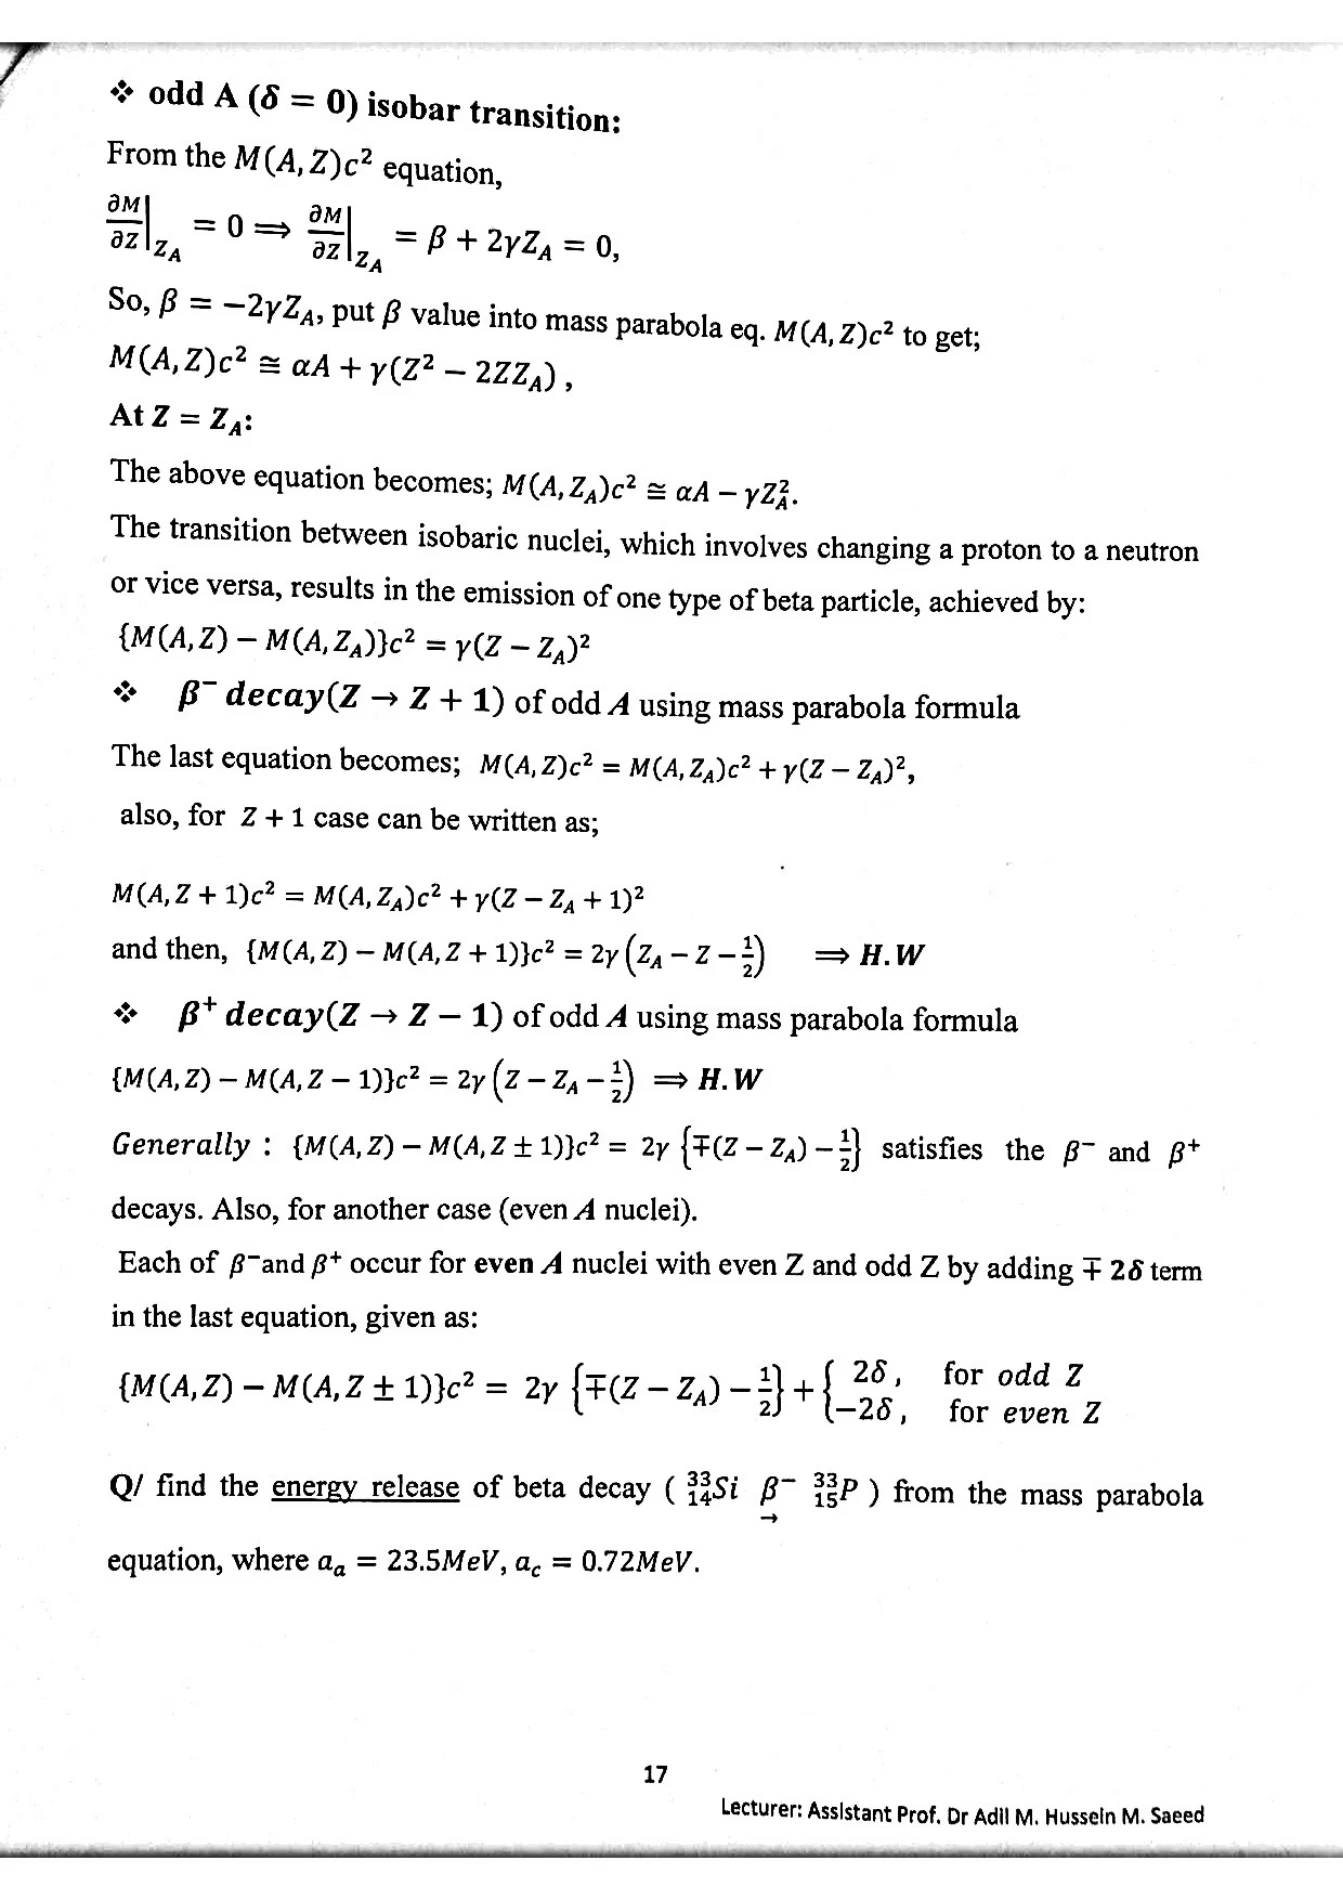 ❖ odd A (δ = 0) isobar transition:
From the M(A, Z)c² equation,
∂M/∂Z|_{Z_A} = 0 ⟹ ∂M/∂Z|_{Z_A} = β + 2γZ_A = 0,
So, β = −2γZ_A, put β value into mass parabola eq. M(A, Z)c² to get;
M(A, Z)c² ≅ αA + γ(Z² − 2ZZ_A) ,
At Z = Z_A:
The above equation becomes; M(A, Z_A)c² ≅ αA − γZ_A².
The transition between isobaric nuclei, which involves changing a proton to a neutron
or vice versa, results in the emission of one type of beta particle, achieved by:
{M(A, Z) − M(A, Z_A)}c² = γ(Z − Z_A)²
❖ β⁻ decay(Z → Z + 1) of odd A using mass parabola formula
The last equation becomes; M(A, Z)c² = M(A, Z_A)c² + γ(Z − Z_A)²,
also, for Z + 1 case can be written as;
M(A, Z + 1)c² = M(A, Z_A)c² + γ(Z − Z_A + 1)²
and then, {M(A, Z) − M(A, Z + 1)}c² = 2γ(Z_A − Z − 1/2) ⟹ H.W
❖ β⁺ decay(Z → Z − 1) of odd A using mass parabola formula
{M(A, Z) − M(A, Z − 1)}c² = 2γ(Z − Z_A − 1/2) ⟹ H.W
Generally : {M(A, Z) − M(A, Z ± 1)}c² = 2γ{∓(Z − Z_A) − 1/2} satisfies the β⁻ and β⁺
decays. Also, for another case (even A nuclei).
Each of β⁻and β⁺ occur for even A nuclei with even Z and odd Z by adding ∓ 2δ term
in the last equation, given as:
{M(A, Z) − M(A, Z ± 1)}c² = 2γ{∓(Z − Z_A) − 1/2} + { 2δ , for odd Z
−2δ , for even Z
Q/ find the energy release of beta decay ( ³³₁₄Si β⁻ → ³³₁₅P ) from the mass parabola
equation, where a_a = 23.5MeV, a_c = 0.72MeV.
17
Lecturer: Assistant Prof. Dr Adil M. Hussein M. Saeed